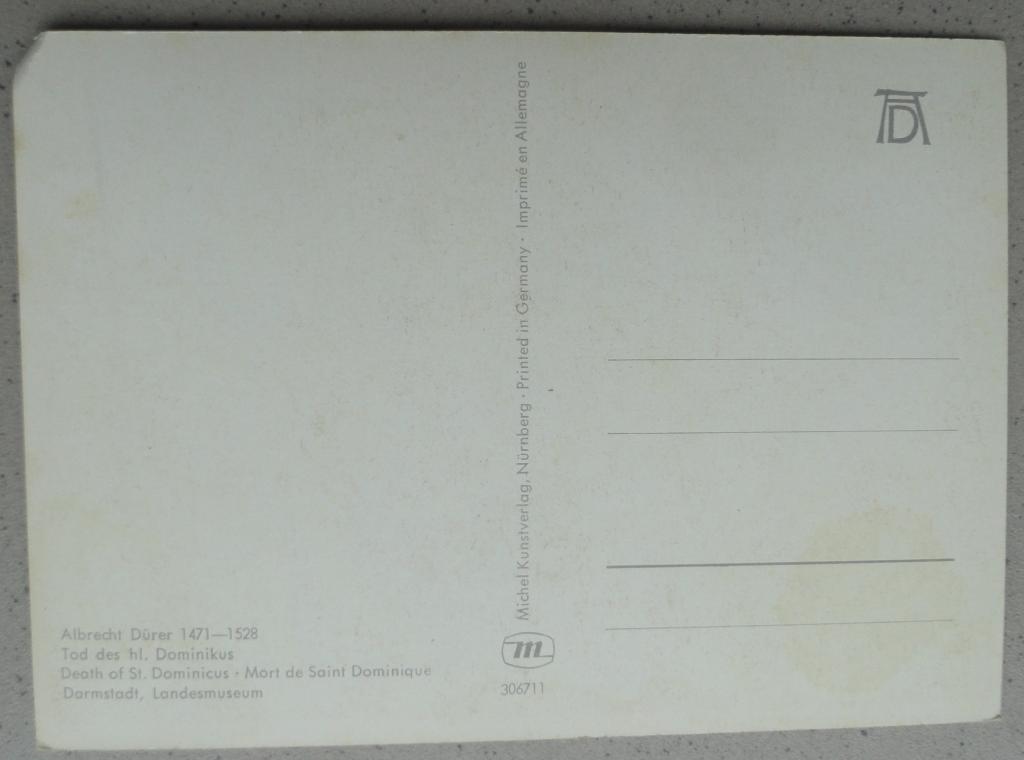 Albrecht Dürer 1471—1528
Tod des hl. Dominikus
Death of St. Dominicus · Mort de Saint Dominique
Darmstadt, Landesmuseum
Michel Kunstverlag, Nürnberg · Printed in Germany · Imprimé en Allemagne
m
306711
AD